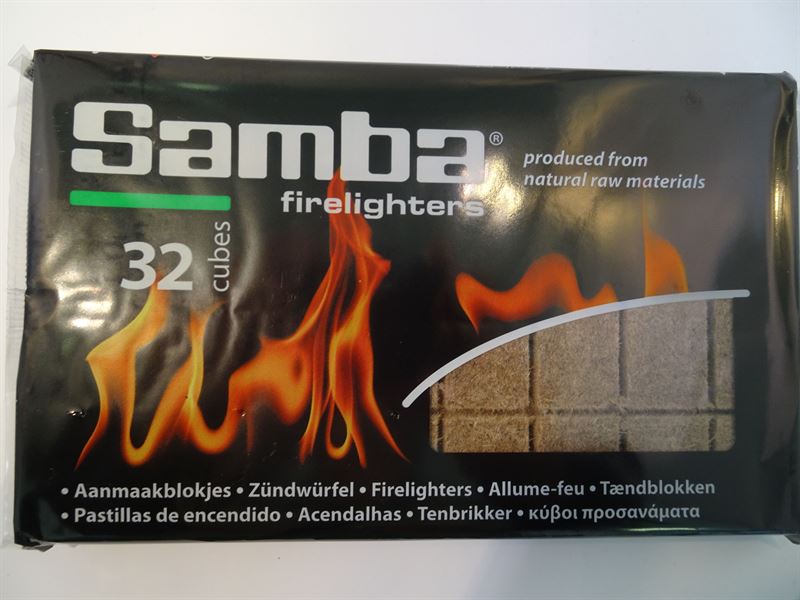 Samba®
firelighters
produced from
natural raw materials
32
cubes
• Aanmaakblokjes • Zündwürfel • Firelighters • Allume-feu • Tændblokken
• Pastillas de encendido • Acendalhas • Tenbrikker • κύβοι προσανάματα